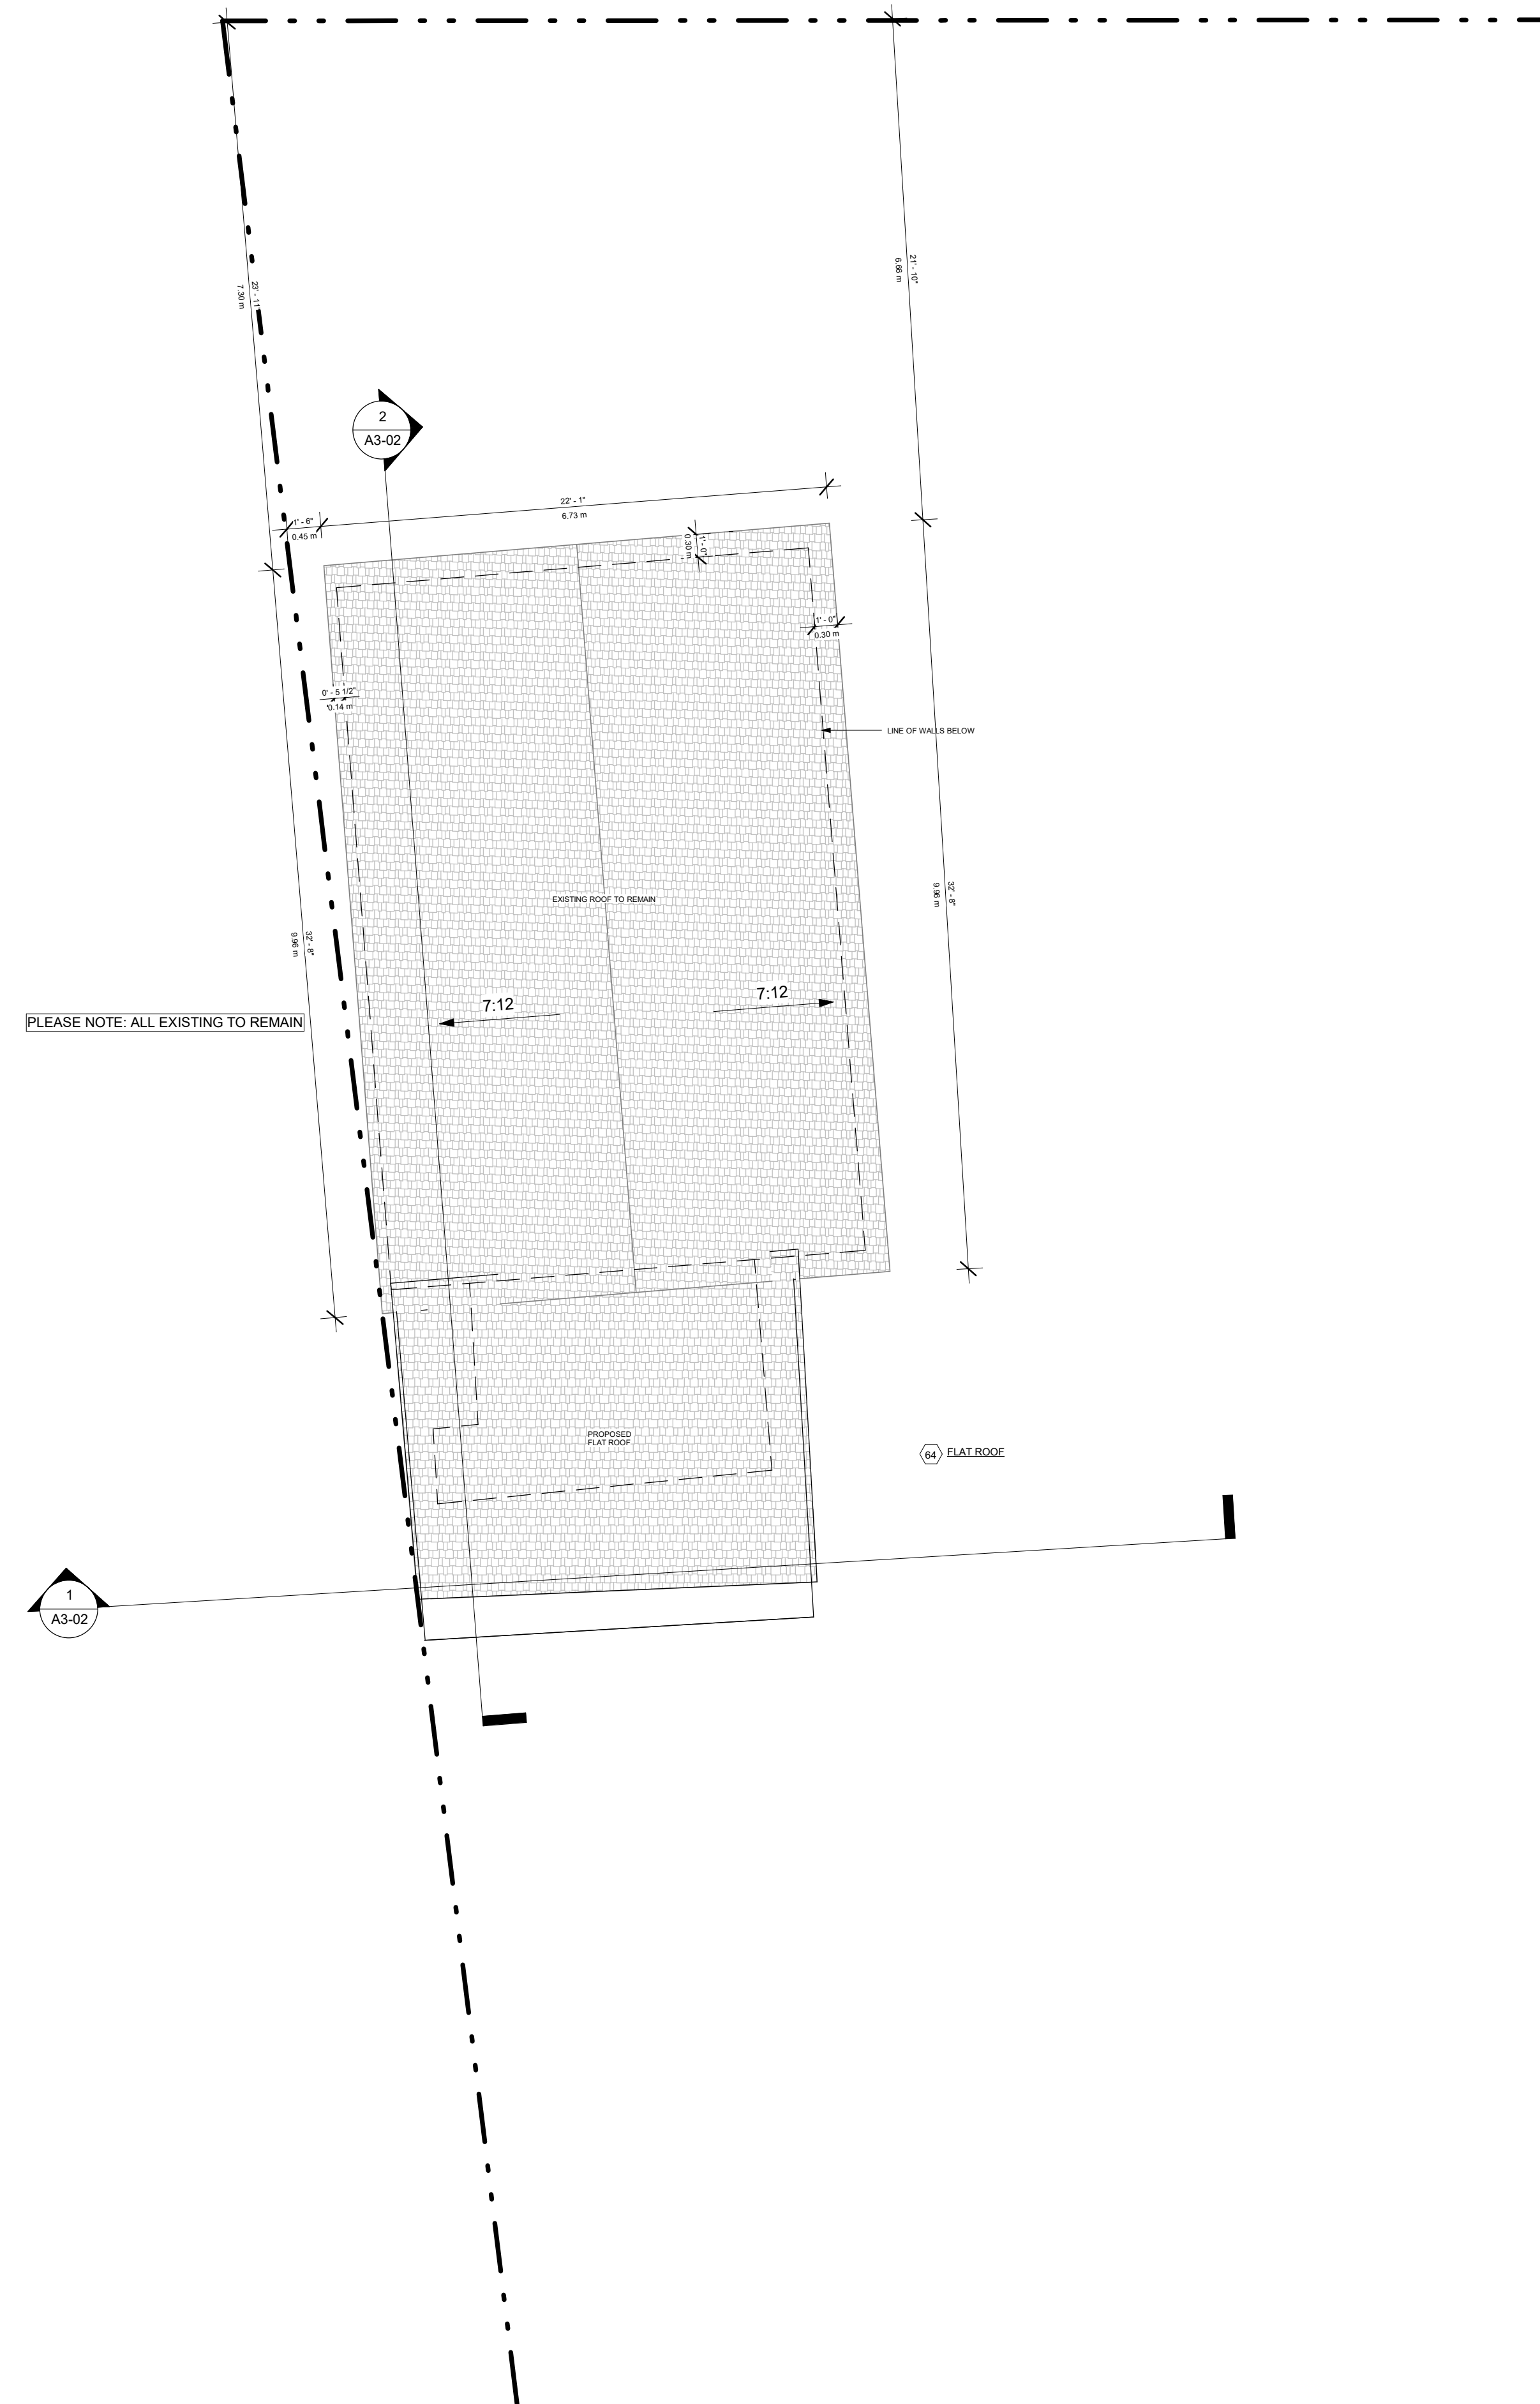 21' - 10"
6.66 m
23' - 11"
7.30 m
2
A3-02
22' - 1"
6.73 m
1' - 6"
0.45 m
1' - 0"
0.30 m
1' - 0"
0.30 m
0' - 5 1/2"
0.14 m
LINE OF WALLS BELOW
EXISTING ROOF TO REMAIN
32' - 8"
9.96 m
32' - 8"
9.96 m
7:12
7:12
PLEASE NOTE: ALL EXISTING TO REMAIN
PROPOSED
FLAT ROOF
64 FLAT ROOF
1
A3-02